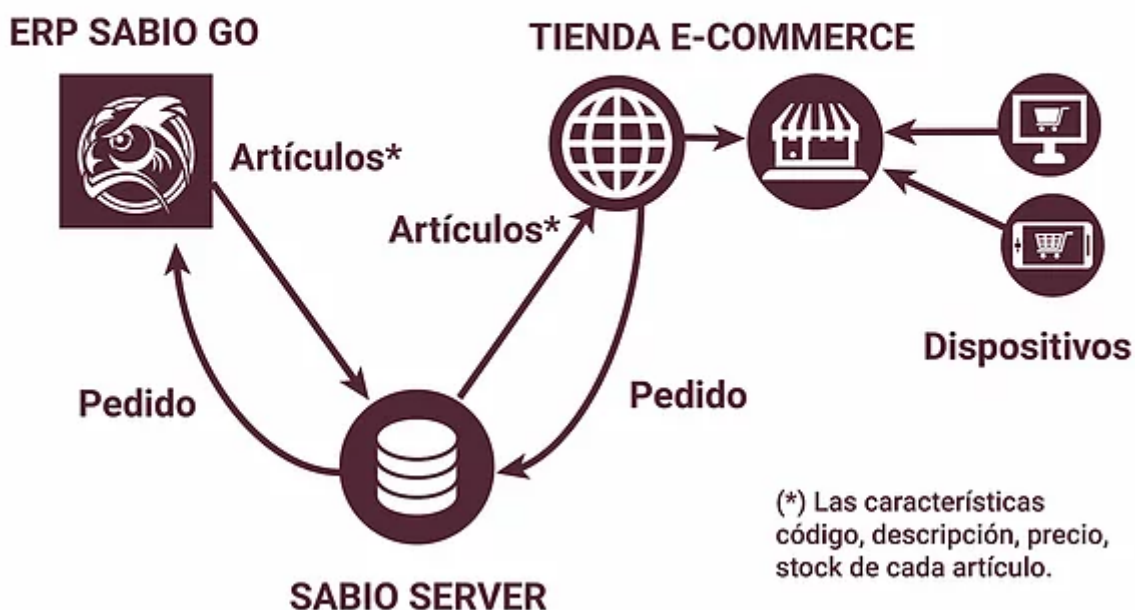 ERP SABIO GO
TIENDA E-COMMERCE
Artículos*
Artículos*
Dispositivos
Pedido
Pedido
(*) Las características
código, descripción, precio,
stock de cada artículo.
SABIO SERVER